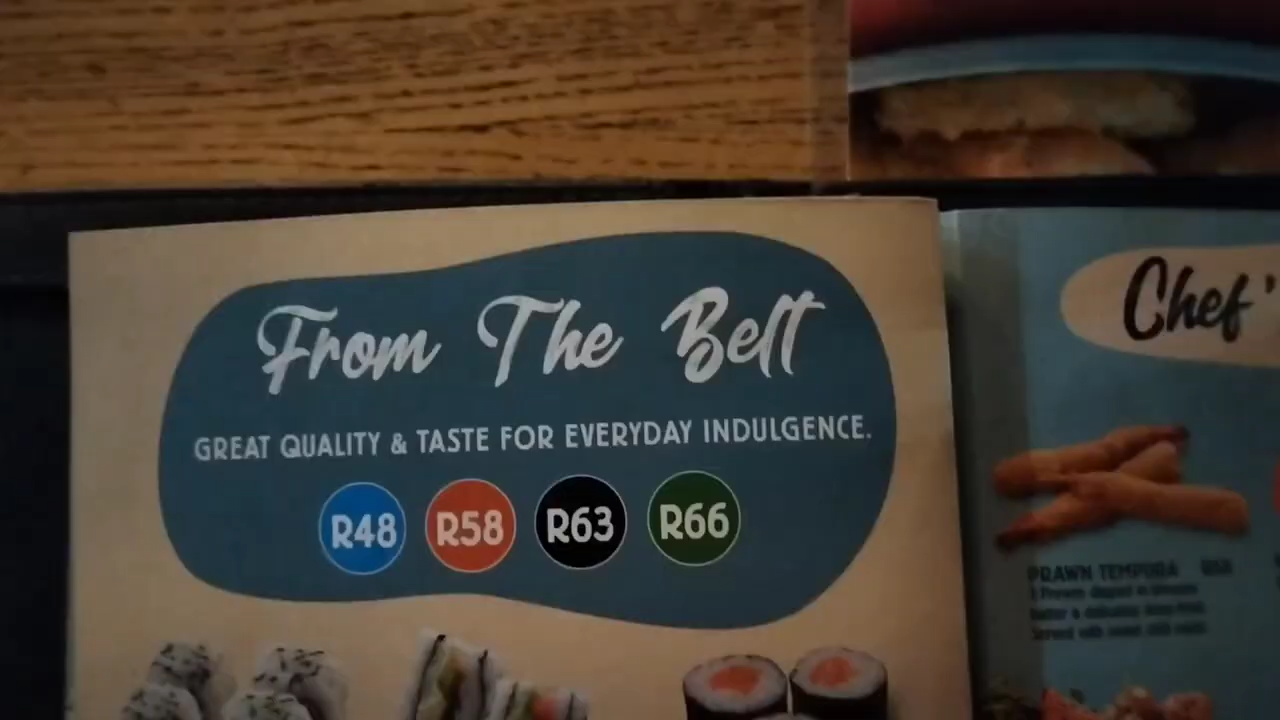 From The Belt
GREAT QUALITY & TASTE FOR EVERYDAY INDULGENCE.
R48 R58 R63 R66
Chef'
PRAWN TEMPURA